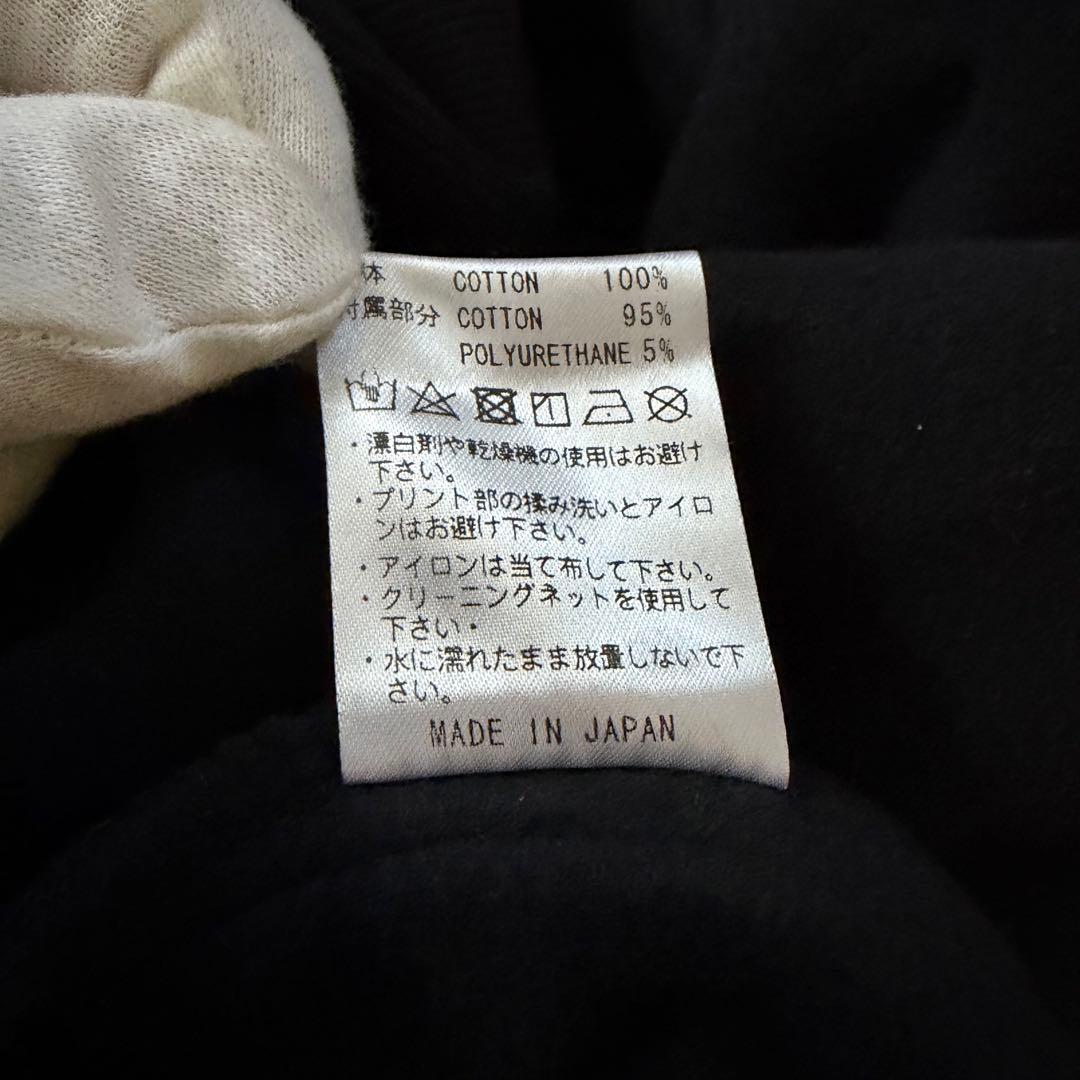 体 COTTON 100%
付属部分 COTTON 95%
POLYURETHANE 5%
・漂白剤や乾燥機の使用はお避け
下さい。
・プリント部の揉み洗いとアイロ
ンはお避け下さい。
・アイロンは当て布して下さい。
・クリーニングネットを使用して
下さい・
・水に濡れたまま放置しないで下
さい。
MADE IN JAPAN